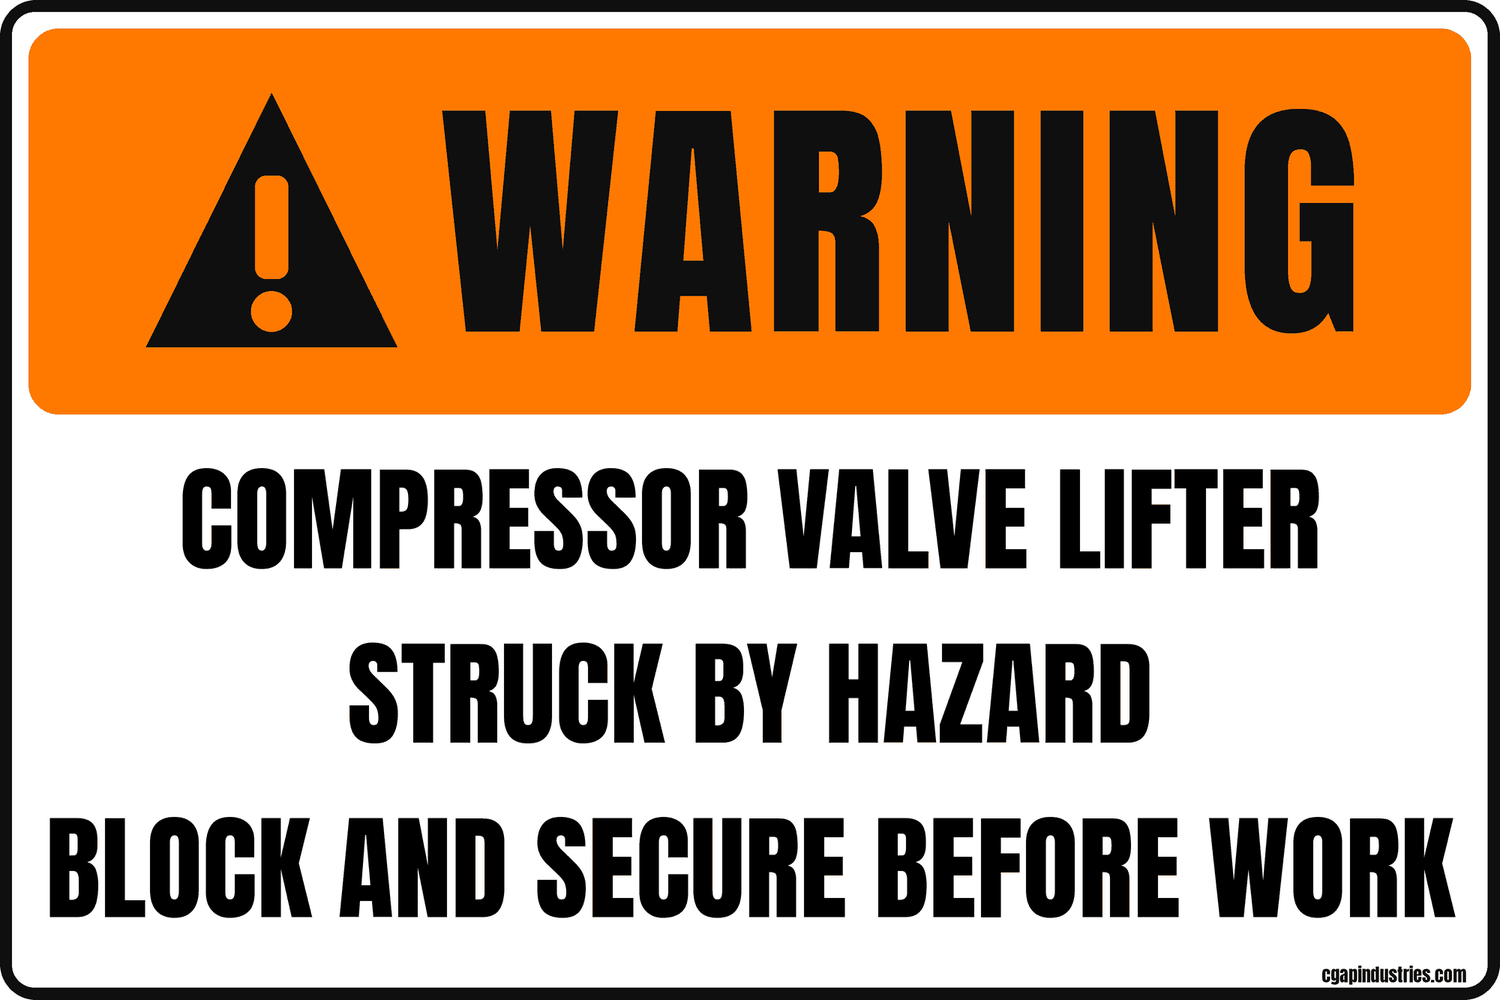 WARNING
COMPRESSOR VALVE LIFTER
STRUCK BY HAZARD
BLOCK AND SECURE BEFORE WORK
cgapindustries.com